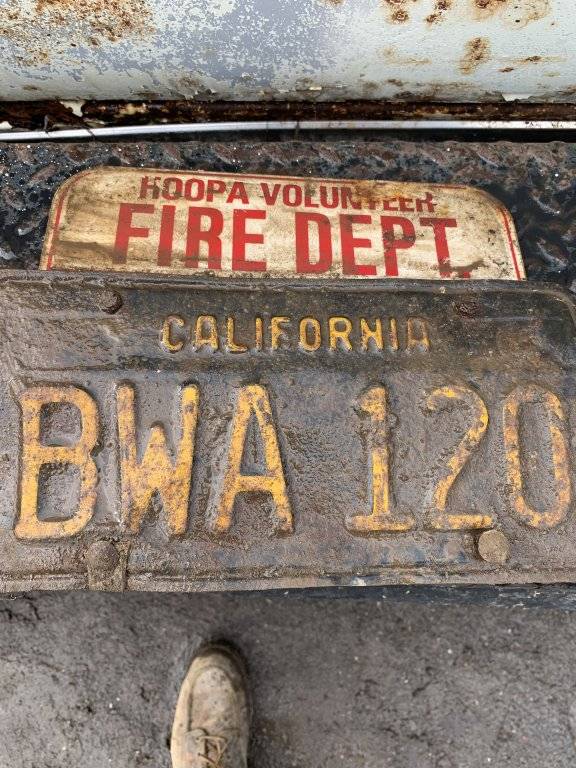 HOOPA VOLUNTEER
FIRE DEPT.
CALIFORNIA
BWA 120